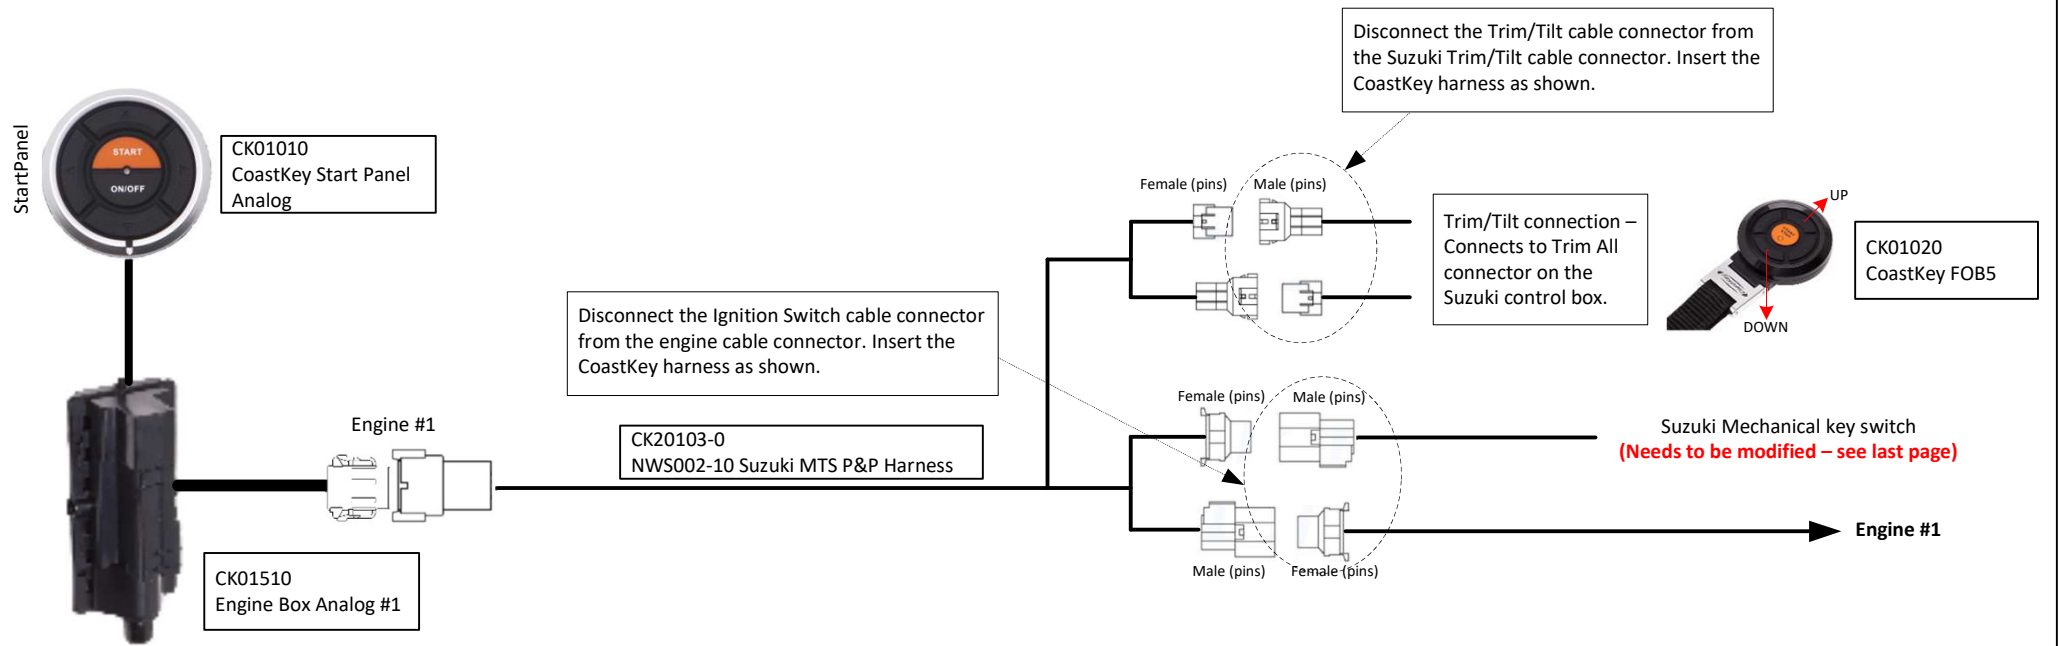 Disconnect the Trim/Tilt cable connector from
the Suzuki Trim/Tilt cable connector. Insert the
CoastKey harness as shown.
StartPanel
START
ON/OFF
CK01010
CoastKey Start Panel
Analog
Female (pins)
Male (pins)
Trim/Tilt connection –
Connects to Trim All
connector on the
Suzuki control box.
UP
DOWN
CK01020
CoastKey FOB5
Disconnect the Ignition Switch cable connector
from the engine cable connector. Insert the
CoastKey harness as shown.
Female (pins)
Male (pins)
Suzuki Mechanical key switch
(Needs to be modified – see last page)
Engine #1
CK20103-0
NWS002-10 Suzuki MTS P&P Harness
Engine #1
Male (pins)
Female (pins)
CK01510
Engine Box Analog #1